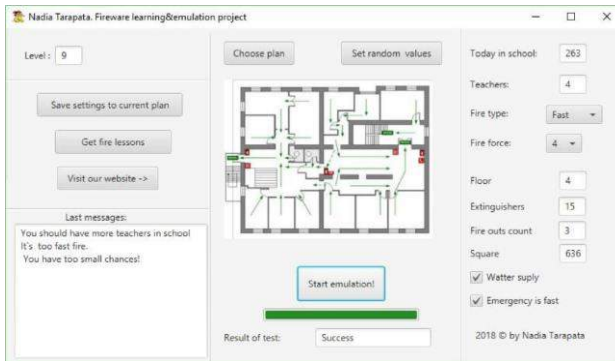 Nadia Tarapata. Fireware learning&emulation project
Level : 9
Save settings to current plan
Get fire lessons
Visit our website ->
Last messages:
You should have more teachers in school
It's too fast fire.
You have too small chances!
Choose plan
Set random values
Start emulation!
Result of test: Success
Today in school: 263
Teachers: 4
Fire type: Fast
Fire force: 4
Floor 4
Extinguishers 15
Fire outs count 3
Square 636
Watter suply
Emergency is fast
2018 © by Nadia Tarapata